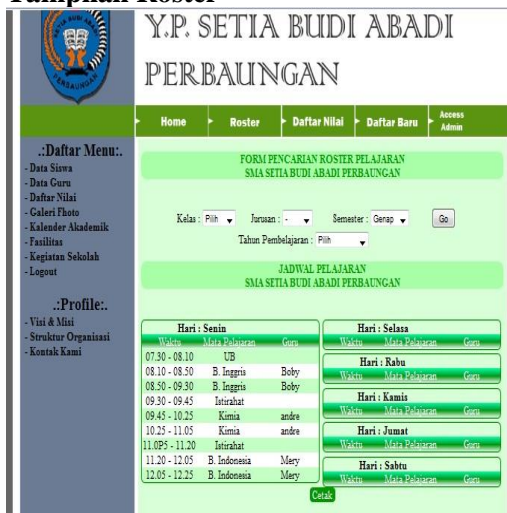 Tampilan Roster
Y.P. SETIA BUDI ABADI
PERBAUNGAN
Home
Roster
Daftar Nilai
Daftar Baru
Access
Admin
.:Daftar Menu:.
- Data Siswa
- Data Guru
- Daftar Nilai
- Galeri Photo
- Kalender Akademik
- Fasilitas
- Kegiatan Sekolah
- Logout
.:Profile:.
- Visi & Misi
- Struktur Organisasi
- Kontak Kami
FORM PENCARIAN ROSTER PELAJARAN
SMA SETIA BUDI ABADI PERBAUNGAN
Kelas : Pilih Jurusan : - Semester : Genap Go
Tahun Pembelajaran : Pilih
JADWAL PELAJARAN
SMA SETIA BUDI ABADI PERBAUNGAN
Hari : Senin
Waktu Mata Pelajaran Guru
07.30 - 08.10 UB
08.10 - 08.50 B. Inggris Boby
08.50 - 09.30 B. Inggris Boby
09.30 - 09.45 Istirahat
09.45 - 10.25 Kimia andre
10.25 - 11.05 Kimia andre
11.0P5 - 11.20 Istirahat
11.20 - 12.05 B. Indonesia Mery
12.05 - 12.25 B. Indonesia Mery
Hari : Selasa
Waktu Mata Pelajaran Guru
Hari : Rabu
Waktu Mata Pelajaran Guru
Hari : Kamis
Waktu Mata Pelajaran Guru
Hari : Jumat
Waktu Mata Pelajaran Guru
Hari : Sabtu
Waktu Mata Pelajaran Guru
Cetak